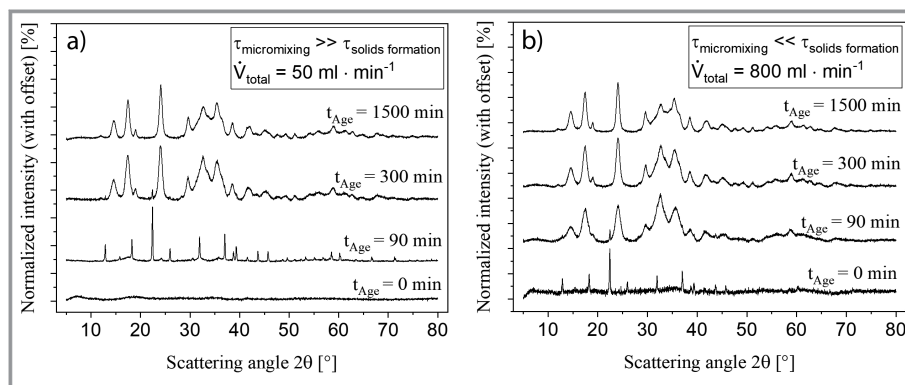 a)
τmicromixing >> τsolids formation
V̇total = 50 ml · min⁻¹
tAge = 1500 min
tAge = 300 min
tAge = 90 min
tAge = 0 min
Normalized intensity (with offset) [%]
10 20 30 40 50 60 70 80
Scattering angle 2θ [°]
b)
τmicromixing << τsolids formation
V̇total = 800 ml · min⁻¹
tAge = 1500 min
tAge = 300 min
tAge = 90 min
tAge = 0 min
Normalized intensity (with offset) [%]
10 20 30 40 50 60 70 80
Scattering angle 2θ [°]